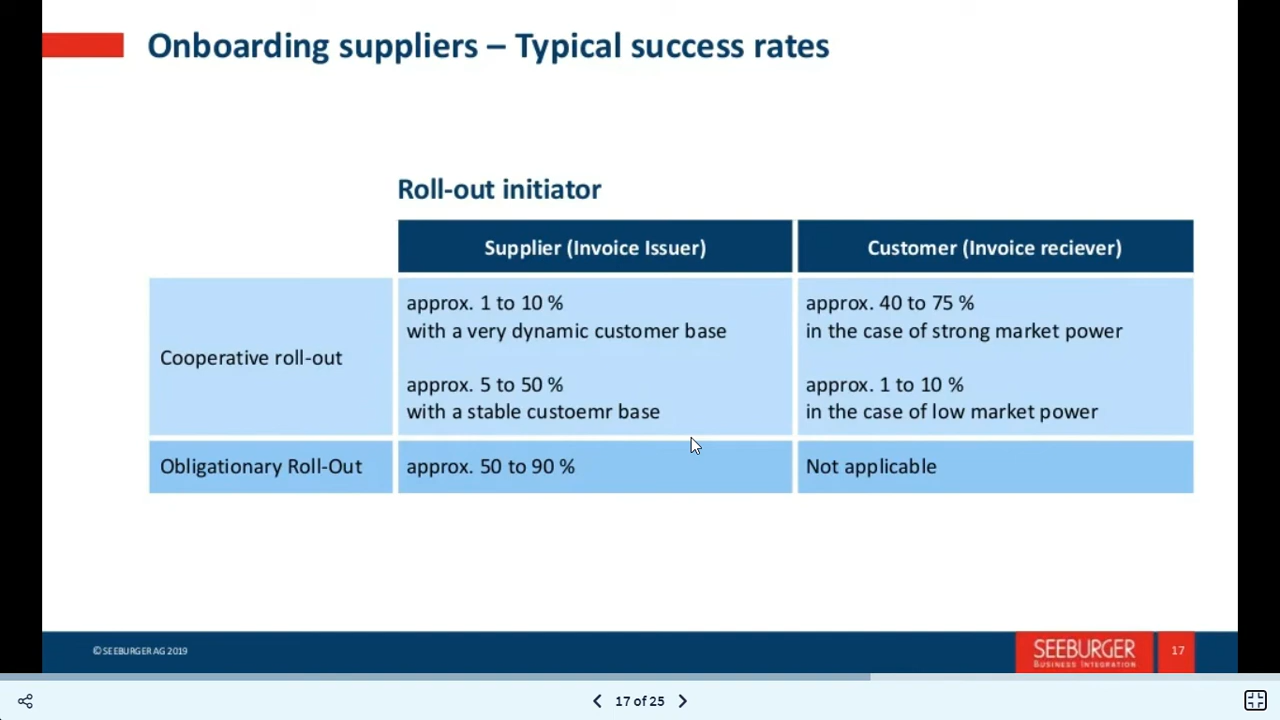 Onboarding suppliers – Typical success rates
Roll-out initiator
Supplier (Invoice Issuer)
Customer (Invoice reciever)
Cooperative roll-out
approx. 1 to 10 %
with a very dynamic customer base
approx. 5 to 50 %
with a stable custoemr base
approx. 40 to 75 %
in the case of strong market power
approx. 1 to 10 %
in the case of low market power
Obligationary Roll-Out
approx. 50 to 90 %
Not applicable
© SEEBURGER AG 2019
SEEBURGER
BUSINESS INTEGRATION
17
17 of 25